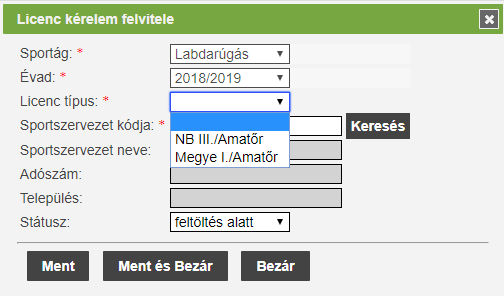 Licenc kérelem felvitele
Sportág: * Labdarúgás
Évad: * 2018/2019
Licenc típus: *
Sportszervezet kódja: * Keresés
NB III./Amatőr
Sportszervezet neve:
Megye I./Amatőr
Adószám:
Település:
Státusz: feltöltés alatt
Ment Ment és Bezár Bezár